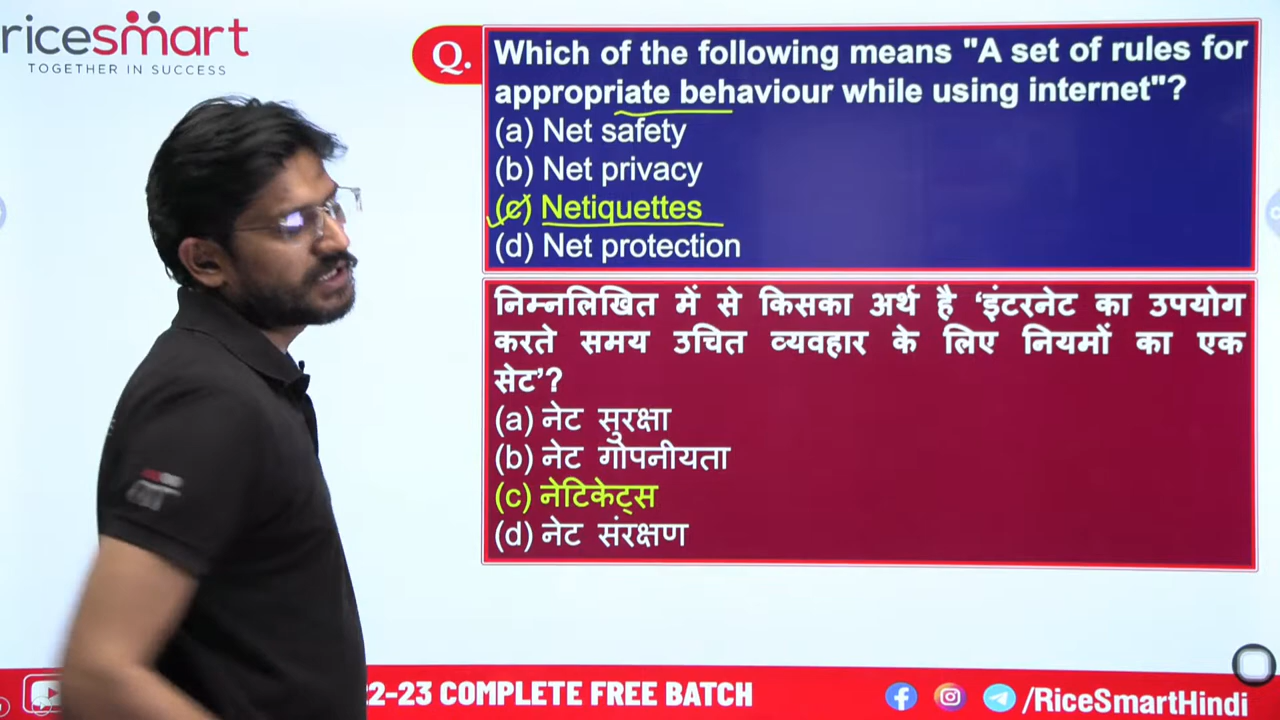 ricesmart
TOGETHER IN SUCCESS
Q.
Which of the following means "A set of rules for
appropriate behaviour while using internet"?
(a) Net safety
(b) Net privacy
(c) Netiquettes
(d) Net protection
निम्नलिखित में से किसका अर्थ है ‘इंटरनेट का उपयोग
करते समय उचित व्यवहार के लिए नियमों का एक
सेट’?
(a) नेट सुरक्षा
(b) नेट गोपनीयता
(c) नेटिकेट्स
(d) नेट संरक्षण
2-23 COMPLETE FREE BATCH
/RiceSmartHindi